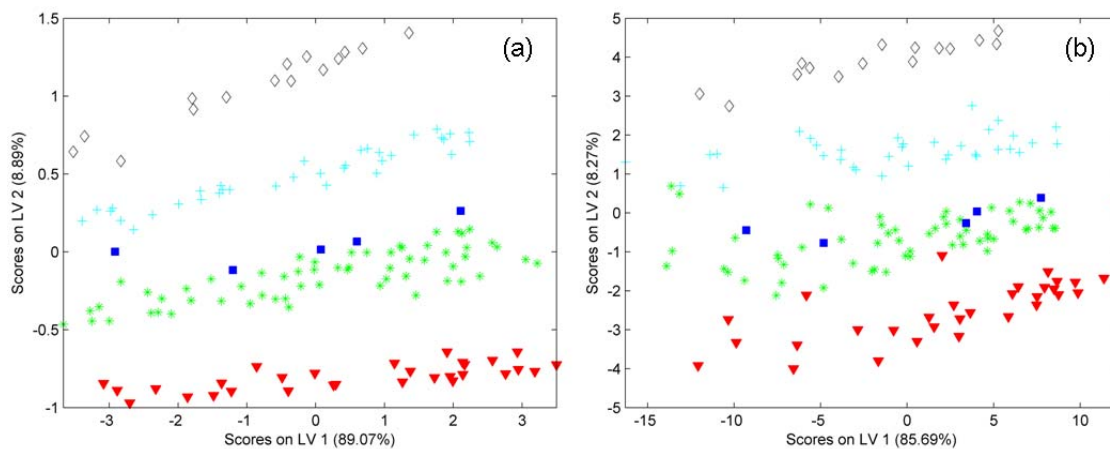 (a)
1.5
1
0.5
0
-0.5
-1
Scores on LV 2 (8.89%)
-3 -2 -1 0 1 2 3
Scores on LV 1 (89.07%)
(b)
5
4
3
2
1
0
-1
-2
-3
-4
-5
Scores on LV 2 (8.27%)
-15 -10 -5 0 5 10
Scores on LV 1 (85.69%)